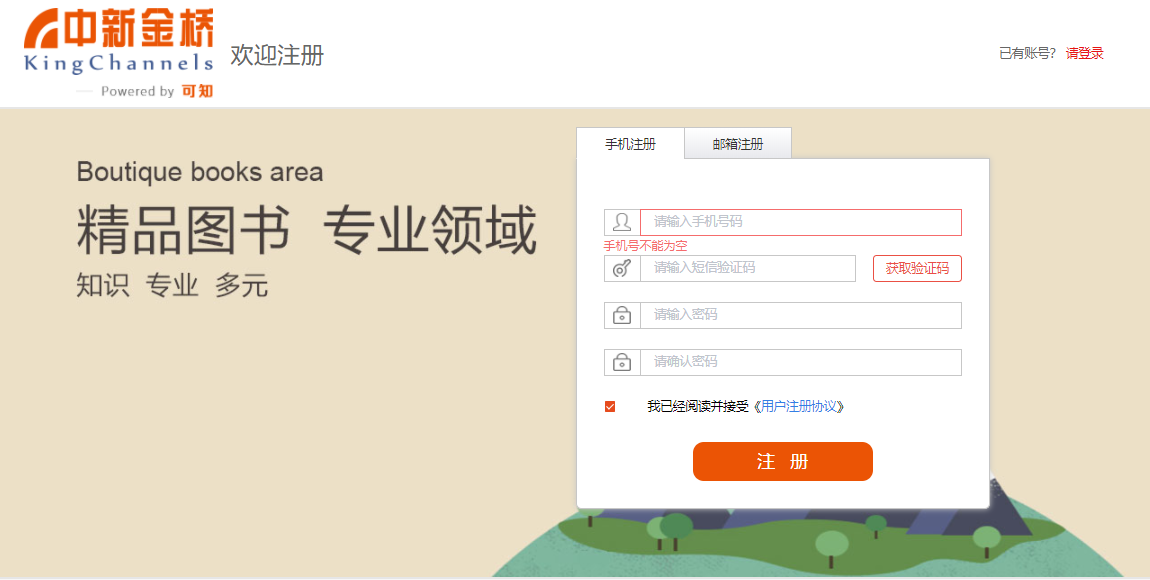 中新金桥
KingChannels
Powered by 可知
欢迎注册
已有账号? 请登录
Boutique books area
精品图书 专业领域
知识 专业 多元
手机注册
邮箱注册
请输入手机号码
手机号不能为空
请输入短信验证码
获取验证码
请输入密码
请确认密码
我已经阅读并接受《用户注册协议》
注 册